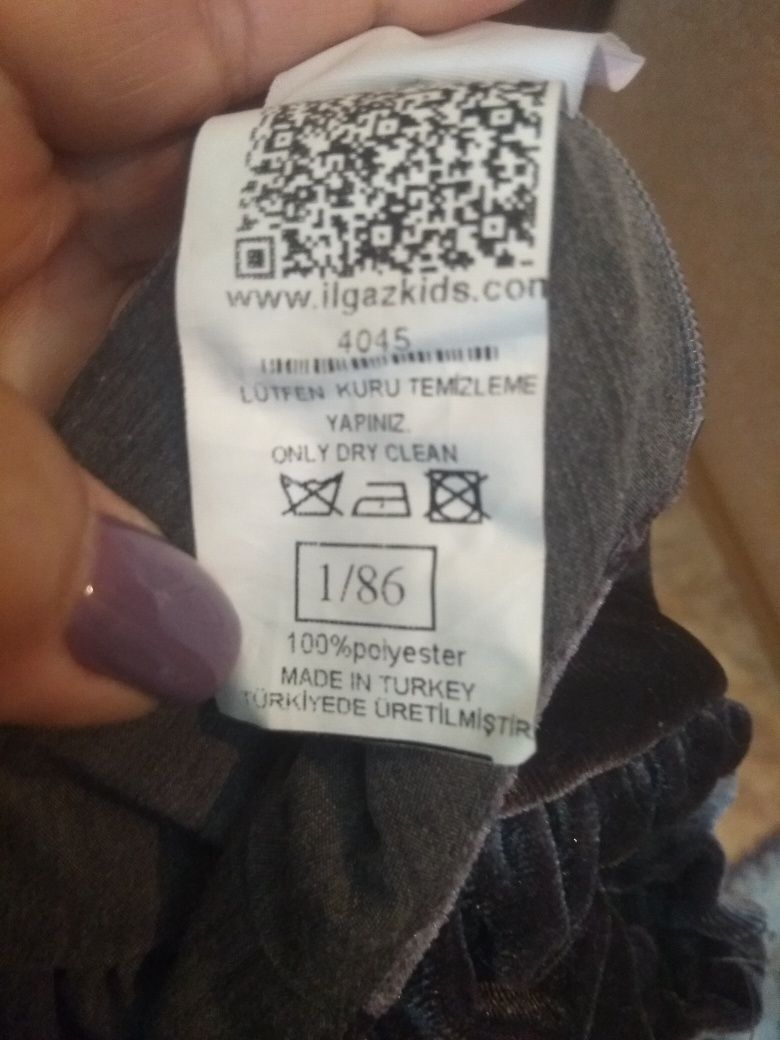 www.ilgazkids.com
4045
LÜTFEN KURU TEMİZLEME
YAPINIZ.
ONLY DRY CLEAN
1/86
100%polyester
MADE IN TURKEY
TÜRKİYEDE ÜRETİLMİŞTİR